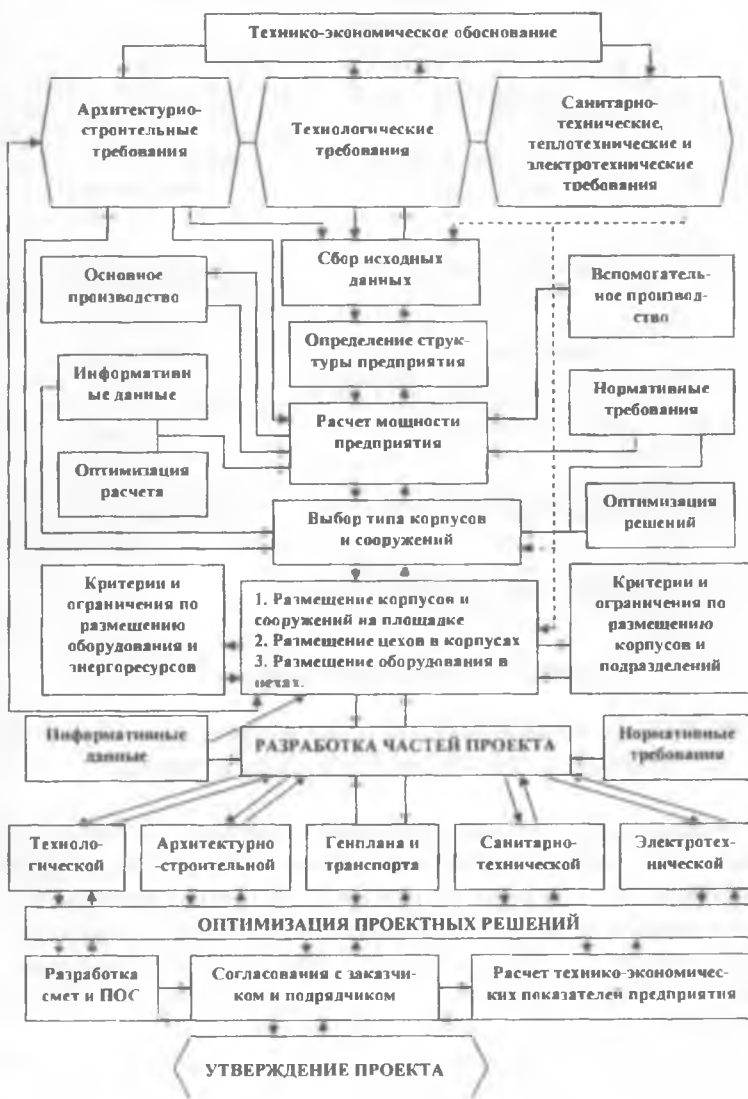 Технико-экономическое обоснование
Архитектурно-
строительные
требования
Технологические
требования
Санитарно-
технические,
теплотехнические и
электротехнические
требования
Сбор исходных
данных
Основное
производство
Вспомогатель-
ное производ-
ство
Определение струк-
туры предприятия
Информативн
ые данные
Нормативные
требования
Расчет мощности
предприятия
Оптимизация
расчета
Оптимизация
решений
Выбор типа корпусов
и сооружений
Критерии и
ограничения по
размещению
оборудования и
энергоресурсов
1. Размещение корпусов и
сооружений на площадке
2. Размещение цехов в корпусах
3. Размещение оборудования в
цехах.
Критерии и
ограничения по
размещению
корпусов и
подразделений
Информативные
данные
РАЗРАБОТКА ЧАСТЕЙ ПРОЕКТА
Нормативные
требования
Техноло-
гической
Архитектурно
-строительной
Генплана и
транспорта
Санитарно-
технической
Электротех-
нической
ОПТИМИЗАЦИЯ ПРОЕКТНЫХ РЕШЕНИЙ
Разработка
смет и ПОС
Согласования с заказчи-
ком и подрядчиком
Расчет технико-экономичес-
ких показателей предприятия
УТВЕРЖДЕНИЕ ПРОЕКТА